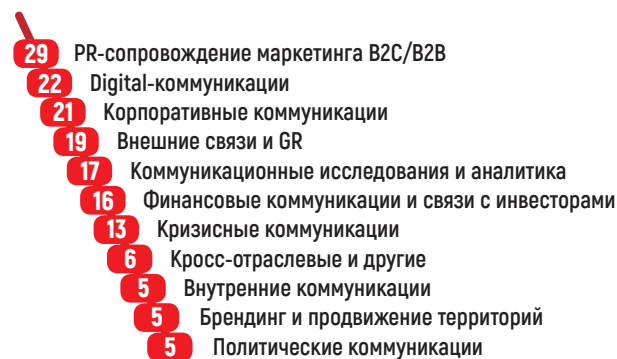 29 PR-сопровождение маркетинга B2C/B2B
22 Digital-коммуникации
21 Корпоративные коммуникации
19 Внешние связи и GR
17 Коммуникационные исследования и аналитика
16 Финансовые коммуникации и связи с инвесторами
13 Кризисные коммуникации
6 Кросс-отраслевые и другие
5 Внутренние коммуникации
5 Брендинг и продвижение территорий
5 Политические коммуникации